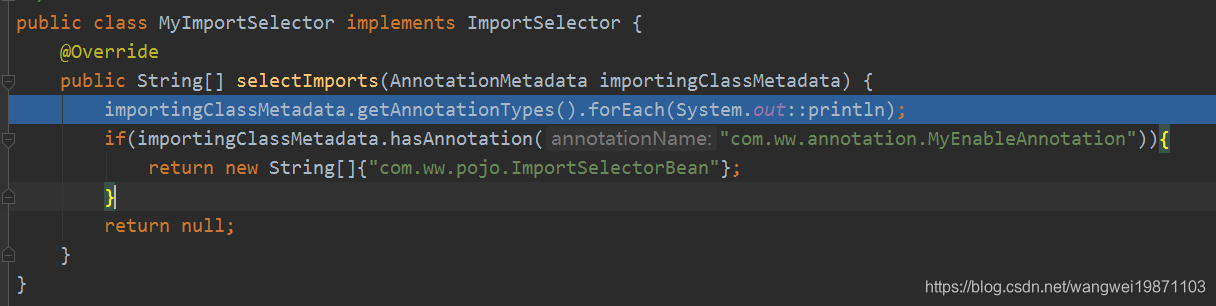 public class MyImportSelector implements ImportSelector {
    @Override
    public String[] selectImports(AnnotationMetadata importingClassMetadata) {
        importingClassMetadata.getAnnotationTypes().forEach(System.out::println);
        if(importingClassMetadata.hasAnnotation( annotationName: "com.ww.annotation.MyEnableAnnotation")){
            return new String[]{"com.ww.pojo.ImportSelectorBean"};
        }
        return null;
    }
}
https://blog.csdn.net/wangwei19871103